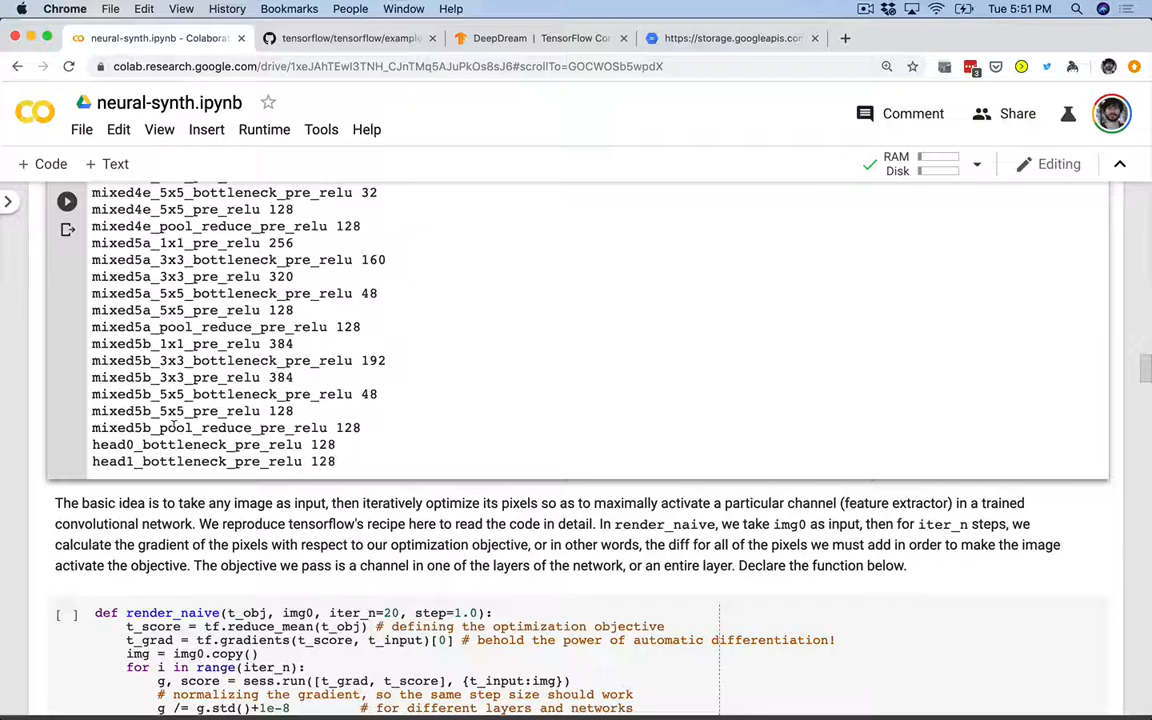 Chrome File Edit View History Bookmarks People Window Help Tue 5:51 PM
neural-synth.ipynb - Colaborat tensorflow/tensorflow/example DeepDream | TensorFlow Cor https://storage.googleapis.com
colab.research.google.com/drive/1xeJAhTEwI3TNH_CJnTMq5AJuPkOs8sJ6#scrollTo=GOCWOSb5wpdX
3
CO neural-synth.ipynb
Comment Share
File Edit View Insert Runtime Tools Help
+ Code + Text
RAM
Disk
Editing
mixed4e_5x5_bottleneck_pre_relu 32
mixed4e_5x5_pre_relu 128
mixed4e_pool_reduce_pre_relu 128
mixed5a_1x1_pre_relu 256
mixed5a_3x3_bottleneck_pre_relu 160
mixed5a_3x3_pre_relu 320
mixed5a_5x5_bottleneck_pre_relu 48
mixed5a_5x5_pre_relu 128
mixed5a_pool_reduce_pre_relu 128
mixed5b_1x1_pre_relu 384
mixed5b_3x3_bottleneck_pre_relu 192
mixed5b_3x3_pre_relu 384
mixed5b_5x5_bottleneck_pre_relu 48
mixed5b_5x5_pre_relu 128
mixed5b_pool_reduce_pre_relu 128
head0_bottleneck_pre_relu 128
head1_bottleneck_pre_relu 128
The basic idea is to take any image as input, then iteratively optimize its pixels so as to maximally activate a particular channel (feature extractor) in a trained
convolutional network. We reproduce tensorflow's recipe here to read the code in detail. In render_naive, we take img0 as input, then for iter_n steps, we
calculate the gradient of the pixels with respect to our optimization objective, or in other words, the diff for all of the pixels we must add in order to make the image
activate the objective. The objective we pass is a channel in one of the layers of the network, or an entire layer. Declare the function below.
[ ] def render_naive(t_obj, img0, iter_n=20, step=1.0):
t_score = tf.reduce_mean(t_obj) # defining the optimization objective
t_grad = tf.gradients(t_score, t_input)[0] # behold the power of automatic differentiation!
img = img0.copy()
for i in range(iter_n):
g, score = sess.run([t_grad, t_score], {t_input:img})
# normalizing the gradient, so the same step size should work
g /= g.std()+1e-8 # for different layers and networks